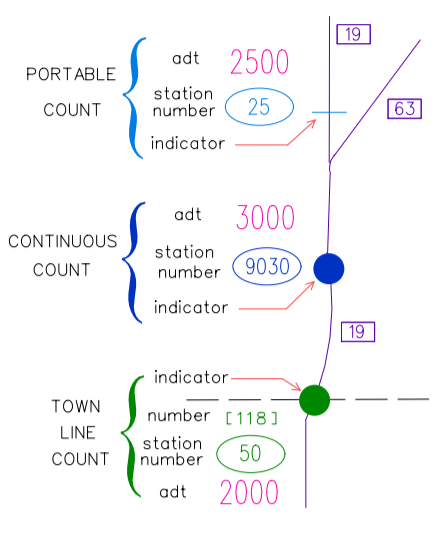 19
adt 2500
PORTABLE
COUNT
station
number 25
63
indicator
adt 3000
CONTINUOUS
COUNT
station
number 9030
indicator
19
indicator
TOWN
LINE
COUNT
number [118]
station
number 50
adt 2000